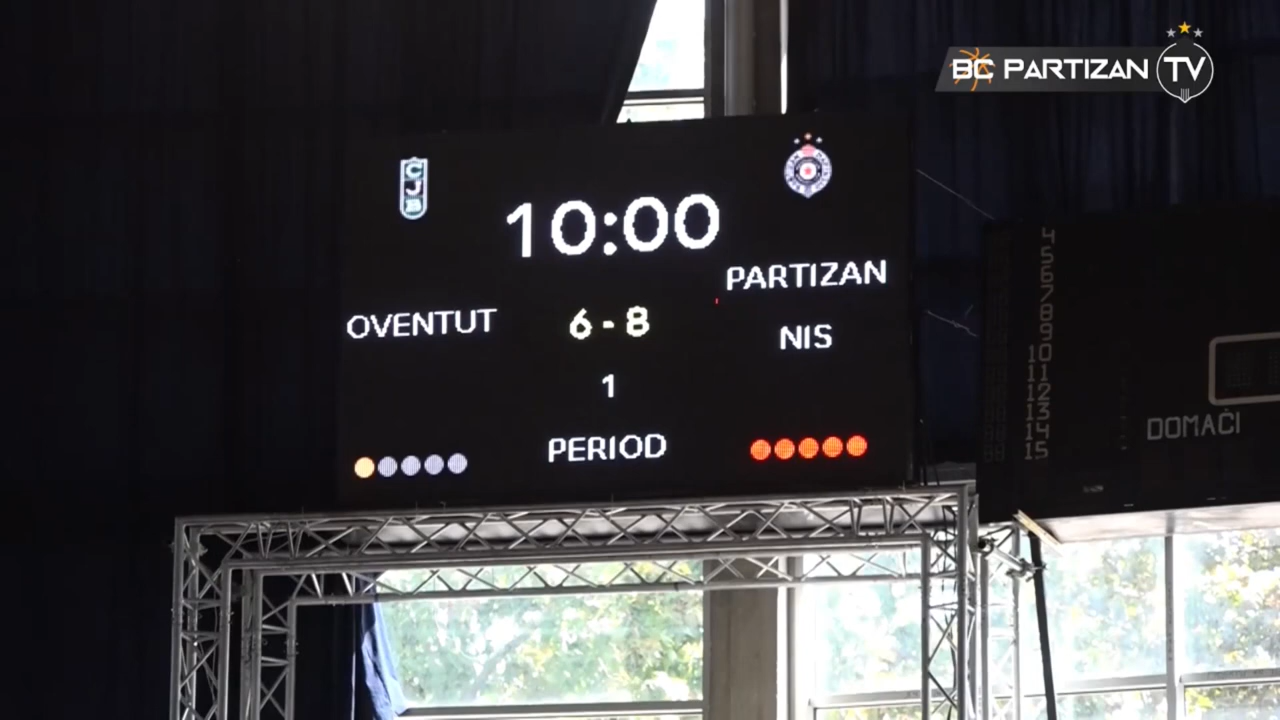 BC PARTIZAN TV
CJB
10:00
PARTIZAN
OVENTUT
6 - 8
NIS
1
PERIOD
4
5
6
7
8
9
10
11
12
13
14
15
DOMAĆI